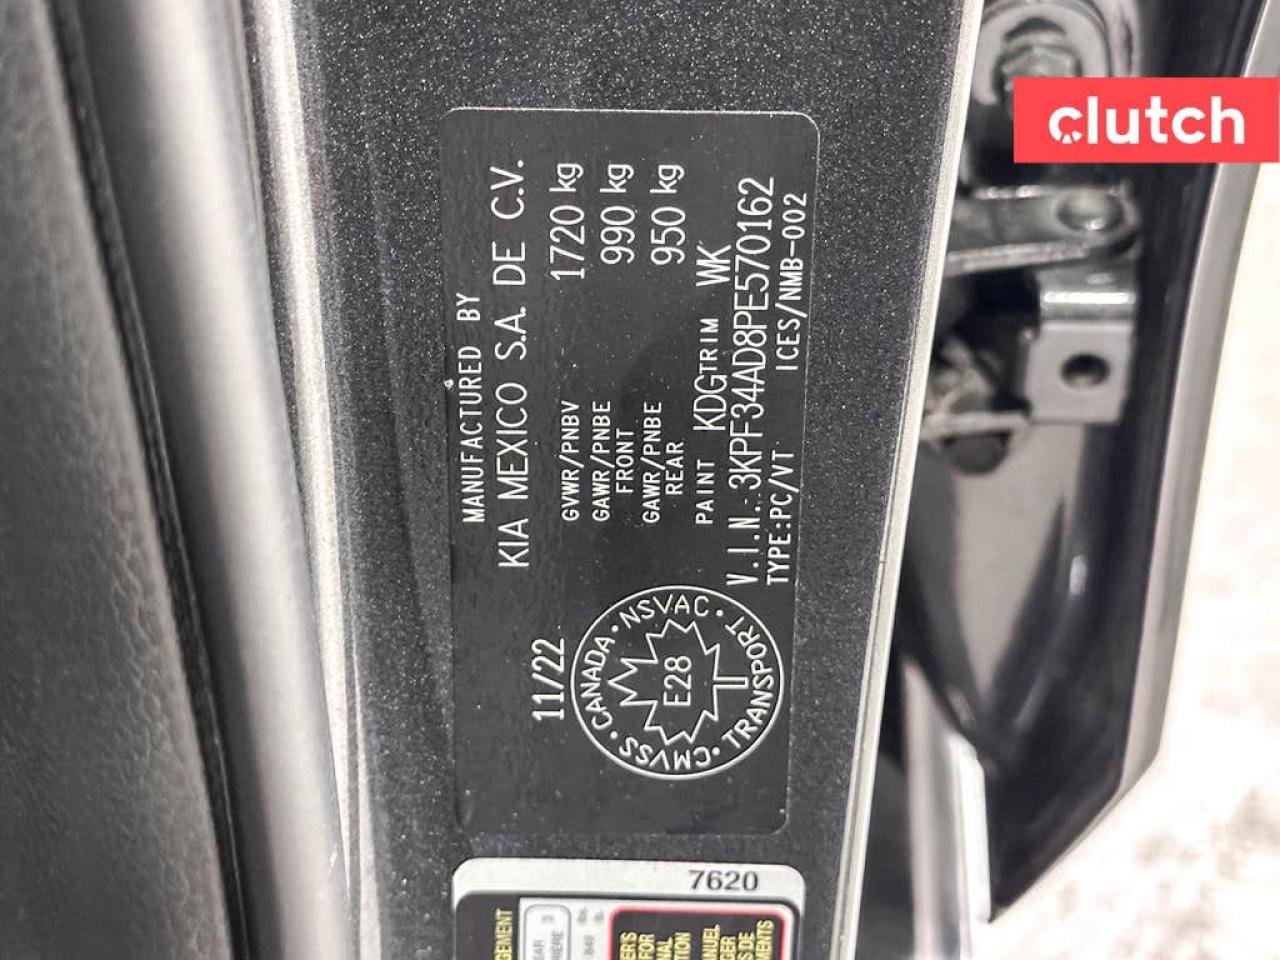 clutch
MANUFACTURED BY
KIA MEXICO S.A. DE C.V.
11/22
GVWR/PNBV 1720 kg
GAWR/PNBE 990 kg
FRONT
GAWR/PNBE 950 kg
REAR
PAINT KDG TRIM WK
V.I.N.:3KPF34AD8PE570162
TYPE:PC/VT ICES/NMB-002
CANADA · NSVAC · TRANSPORT · CMVSS ·
E28
7620